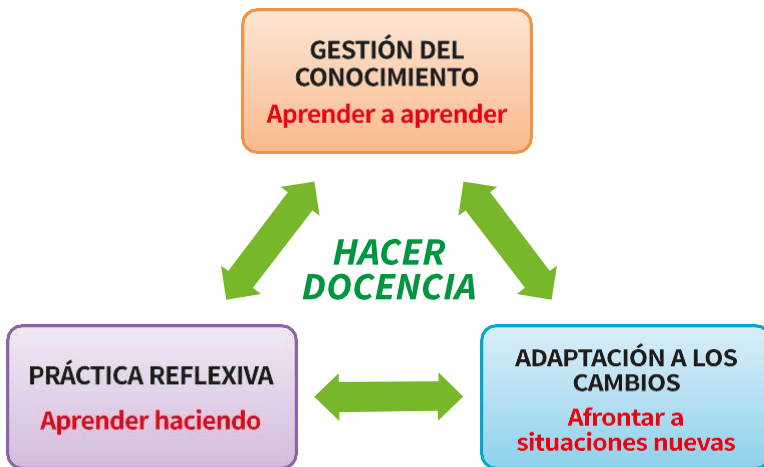 GESTIÓN DEL
CONOCIMIENTO
Aprender a aprender
HACER
DOCENCIA
PRÁCTICA REFLEXIVA
Aprender haciendo
ADAPTACIÓN A LOS
CAMBIOS
Afrontar a
situaciones nuevas